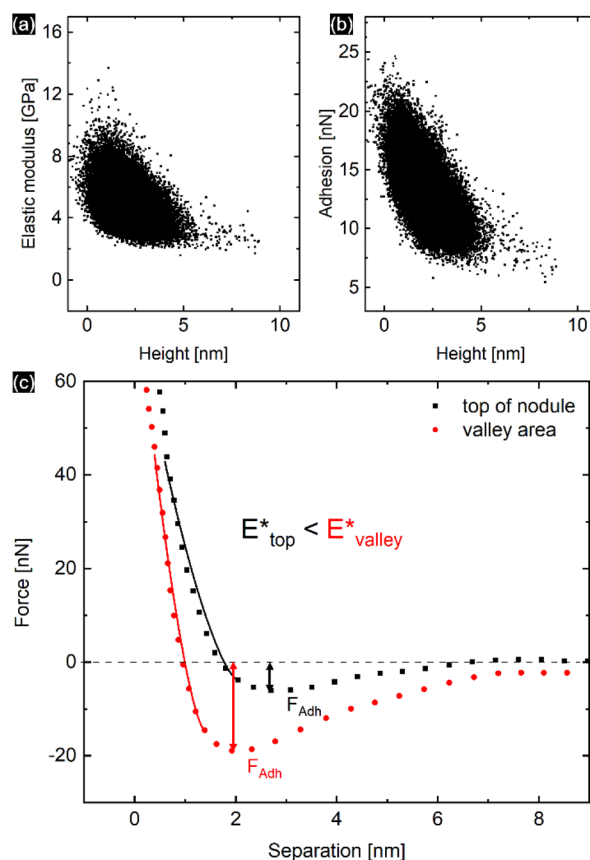 (a)
16
12
8
4
0
Elastic modulus [GPa]
0 5 10
Height [nm]
(b)
25
20
15
10
5
Adhesion [nN]
0 5 10
Height [nm]
(c)
60
40
20
0
-20
Force [nN]
top of nodule
valley area
E*top < E*valley
FAdh
FAdh
0 2 4 6 8
Separation [nm]